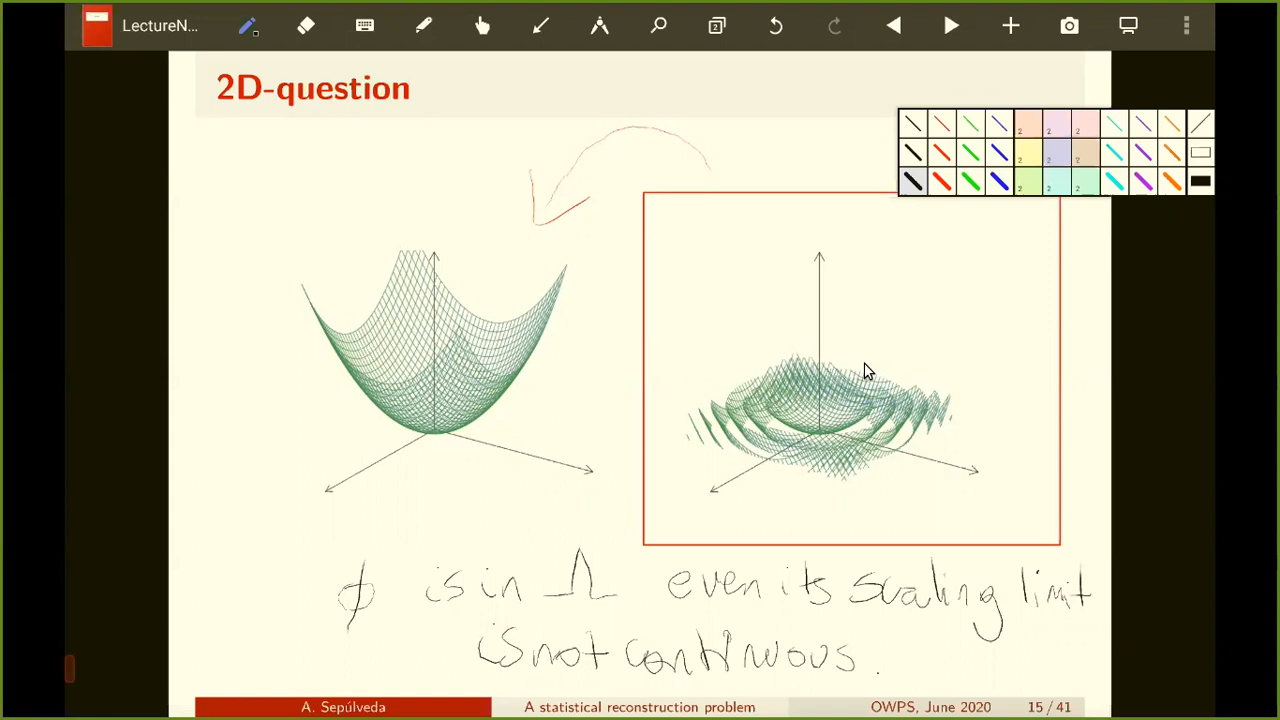 LectureN...
2D-question
ϕ is in Λ even its scaling limit
is not continuous.
A. Sepúlveda
A statistical reconstruction problem
OWPS, June 2020
15 / 41